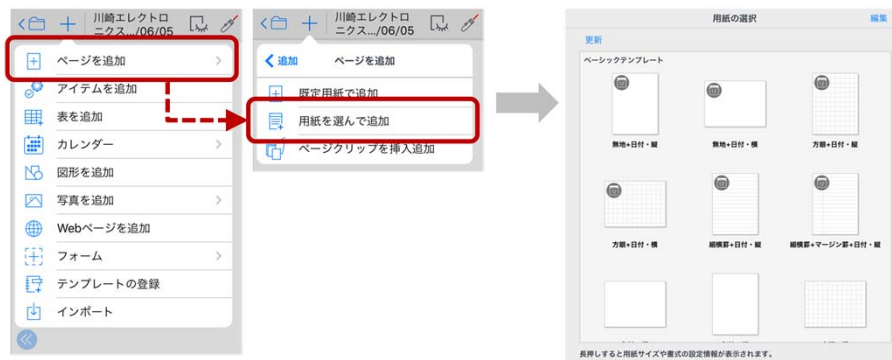 川崎エレクトロ
ニクス.../06/05
ページを追加
アイテムを追加
表を追加
カレンダー
図形を追加
写真を追加
Webページを追加
フォーム
テンプレートの登録
インポート
川崎エレクトロ
ニクス.../06/05
追加
ページを追加
既定用紙で追加
用紙を選んで追加
ページクリップを挿入追加
用紙の選択
編集
更新
ベーシックテンプレート
無地+日付・縦
無地+日付・横
方眼+日付・縦
方眼+日付・横
細横罫+日付・縦
細横罫+マージン罫+日付・縦
長押しすると用紙サイズや書式の設定情報が表示されます。